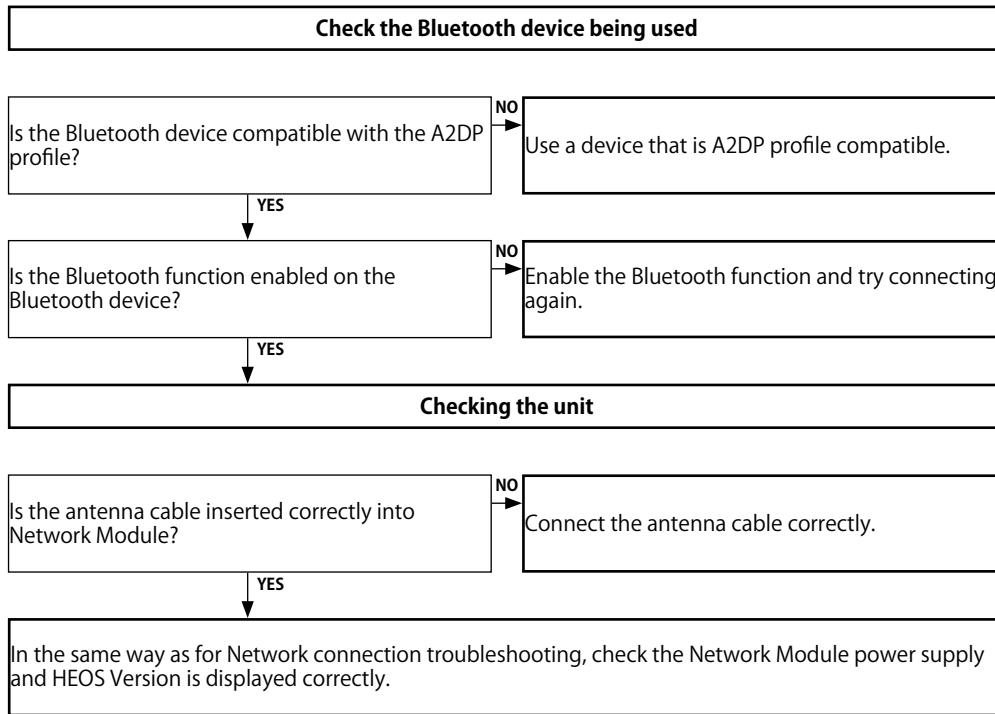 Check the Bluetooth device being used
NO
Is the Bluetooth device compatible with the A2DP
profile?
Use a device that is A2DP profile compatible.
YES
NO
Is the Bluetooth function enabled on the
Bluetooth device?
Enable the Bluetooth function and try connecting
again.
YES
Checking the unit
NO
Is the antenna cable inserted correctly into
Network Module?
Connect the antenna cable correctly.
YES
In the same way as for Network connection troubleshooting, check the Network Module power supply
and HEOS Version is displayed correctly.